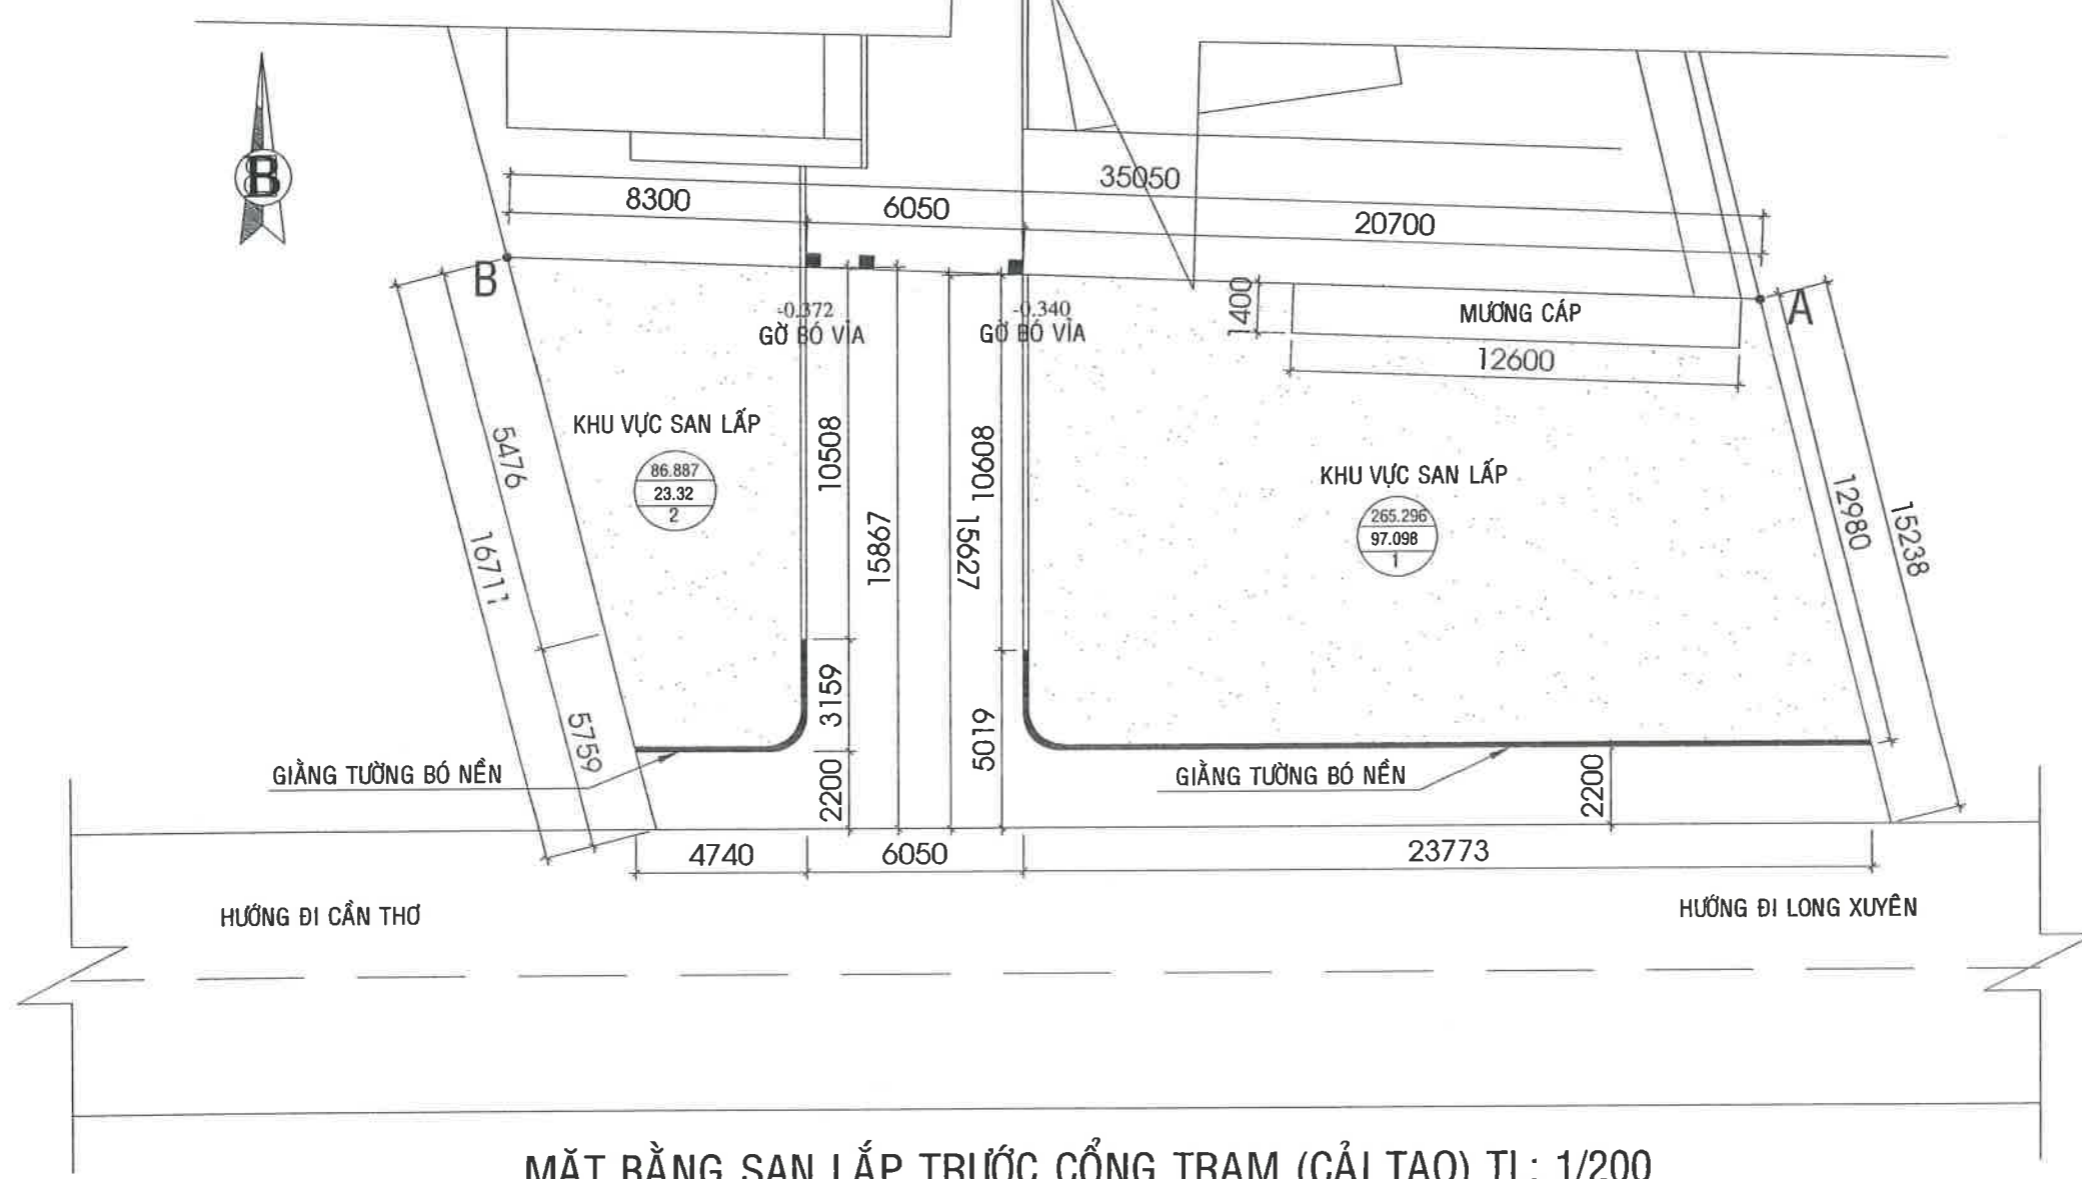 B
35050
8300
6050
20700
B
A
1400
MƯƠNG CÁP
12600
-0.372
GỜ BÓ VỈA
-0.340
GỜ BÓ VỈA
KHU VỰC SAN LẤP
86.887
23.32
2
KHU VỰC SAN LẤP
265.296
97.098
1
5476
16711
5759
10508
15867
3159
2200
10608
15627
5019
12980
15238
2200
GIẰNG TƯỜNG BÓ NỀN
GIẰNG TƯỜNG BÓ NỀN
4740
6050
23773
HƯỚNG ĐI CẦN THƠ
HƯỚNG ĐI LONG XUYÊN
MẶT BẰNG SAN LẮP TRƯỚC CỔNG TRẠM (CẢI TẠO) TL: 1/200